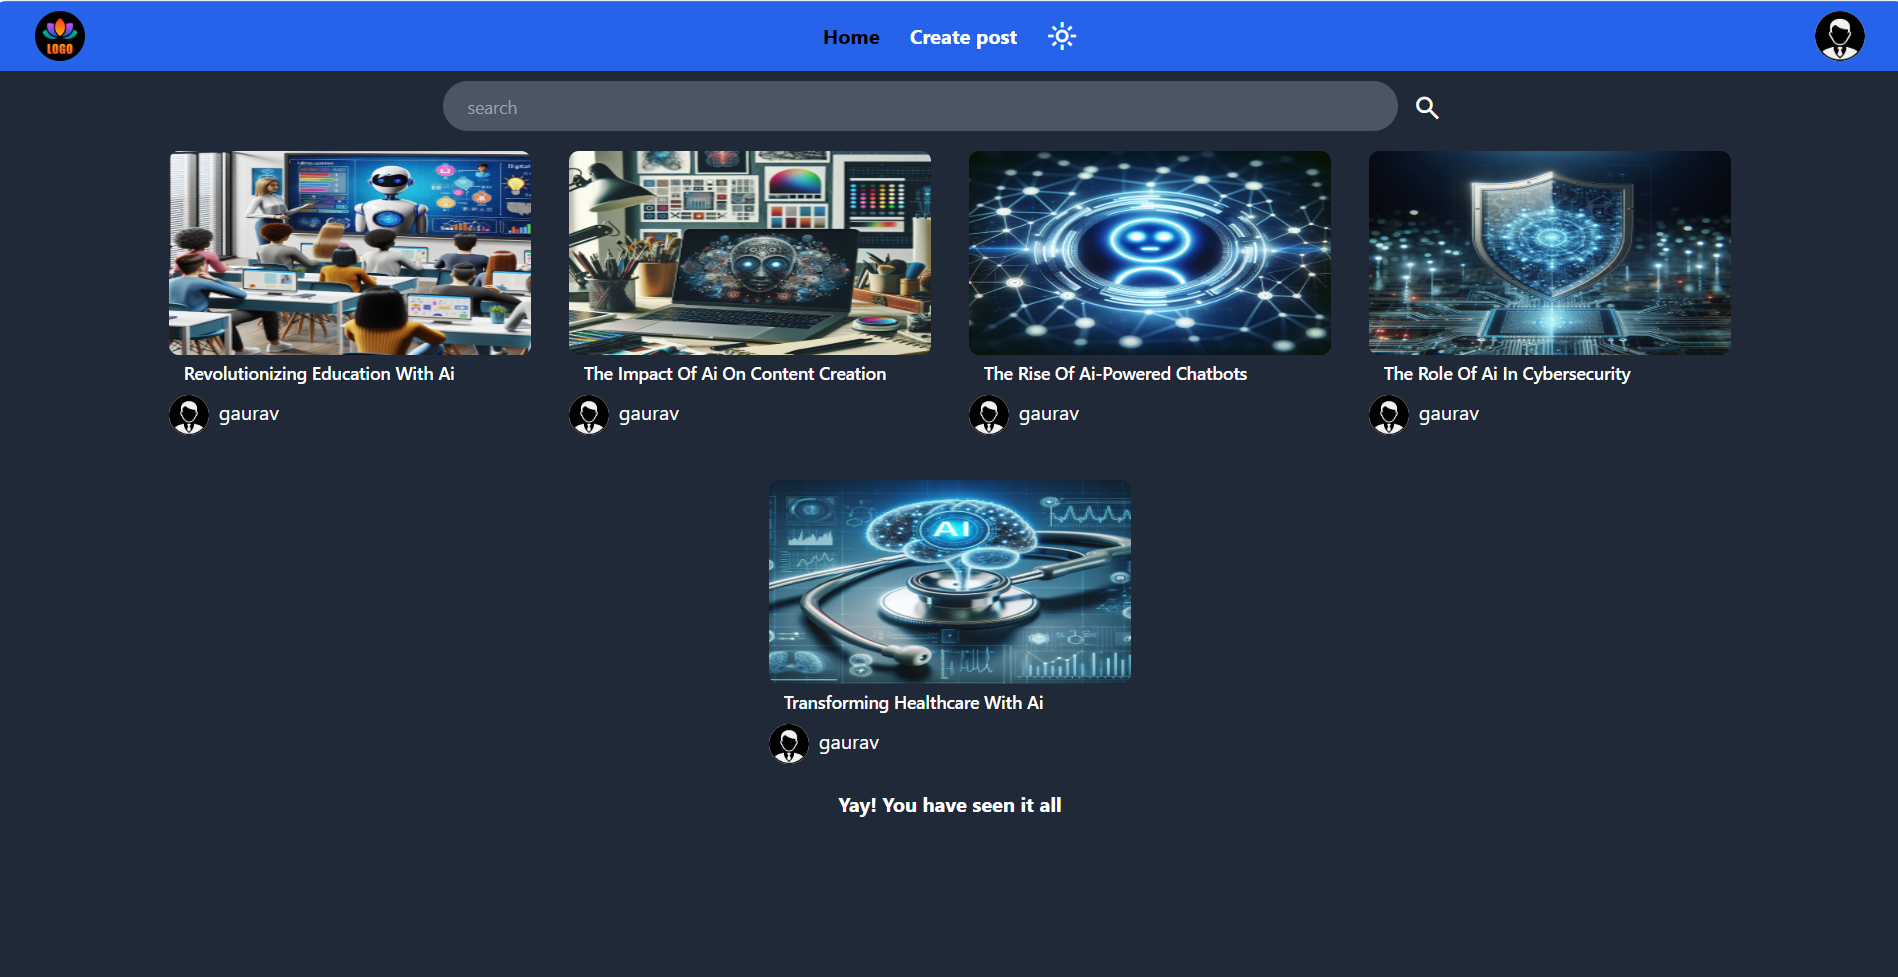 LOGO
Home
Create post
search
Digital
Revolutionizing Education With Ai
gaurav
The Impact Of Ai On Content Creation
gaurav
The Rise Of Ai-Powered Chatbots
gaurav
The Role Of Ai In Cybersecurity
gaurav
AI
Transforming Healthcare With Ai
gaurav
Yay! You have seen it all